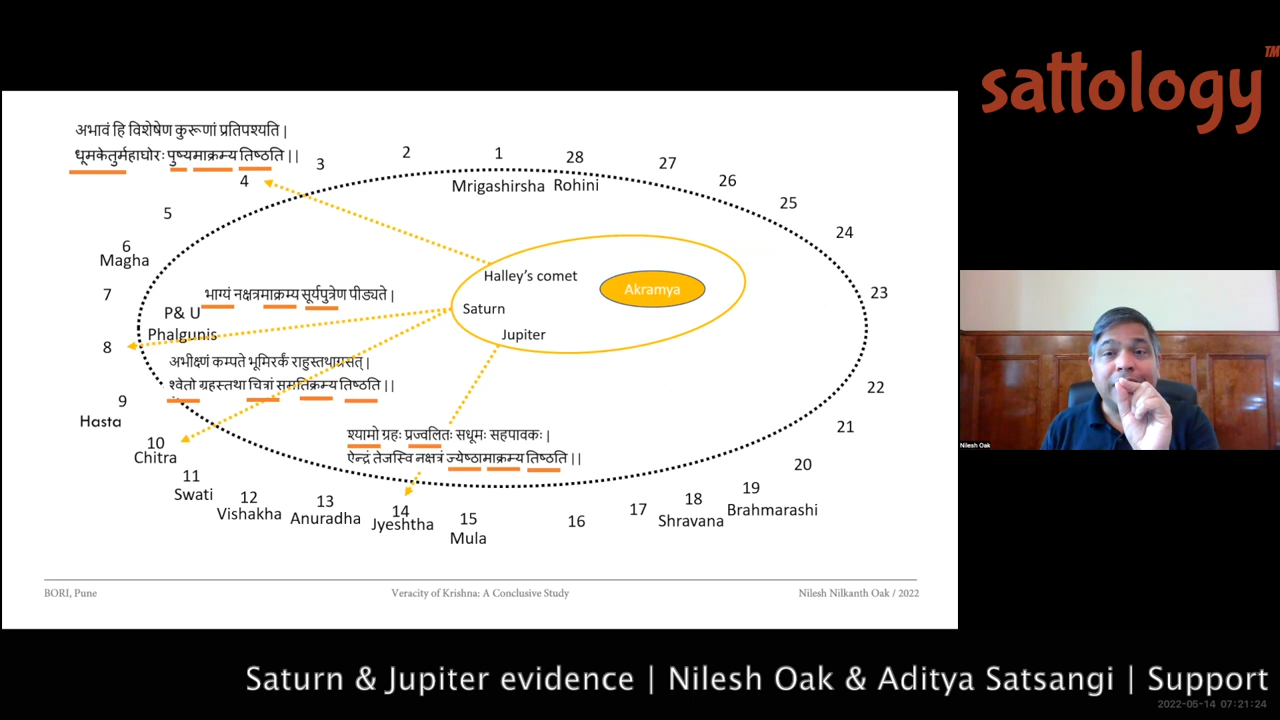 sattology
TM
अभावं हि विशेषेण कुरूणां प्रतिपश्यति |
धूमकेतुर्महाघोरः पुष्यमाक्रम्य तिष्ठति ||
1
2
3
4
5
6
Magha
7
8
9
Hasta
10
Chitra
11
Swati
12
Vishakha
13
Anuradha
14
Jyeshtha
15
Mula
16
17
18
Shravana
19
Brahmarashi
20
21
22
23
24
25
26
27
28
Rohini
Mrigashirsha
Halley's comet
Akramya
Saturn
Jupiter
भाग्यं नक्षत्रमाक्रम्य सूर्यपुत्रेण पीड्यते |
P& U
Phalgunis
अभीक्ष्णं कम्पते भूमिरर्कं राहुस्तथाग्रसत् |
श्वेतो ग्रहस्तथा चित्रां समतिक्रम्य तिष्ठति ||
श्यामो ग्रहः प्रज्वलितः सधूमः सहपावकः |
ऐन्द्रं तेजस्वि नक्षत्रं ज्येष्ठामाक्रम्य तिष्ठति ||
BORI, Pune
Veracity of Krishna: A Conclusive Study
Nilesh Nilkanth Oak / 2022
Nilesh Oak
Saturn & Jupiter evidence | Nilesh Oak & Aditya Satsangi | Support
2022-05-14 07:21:24